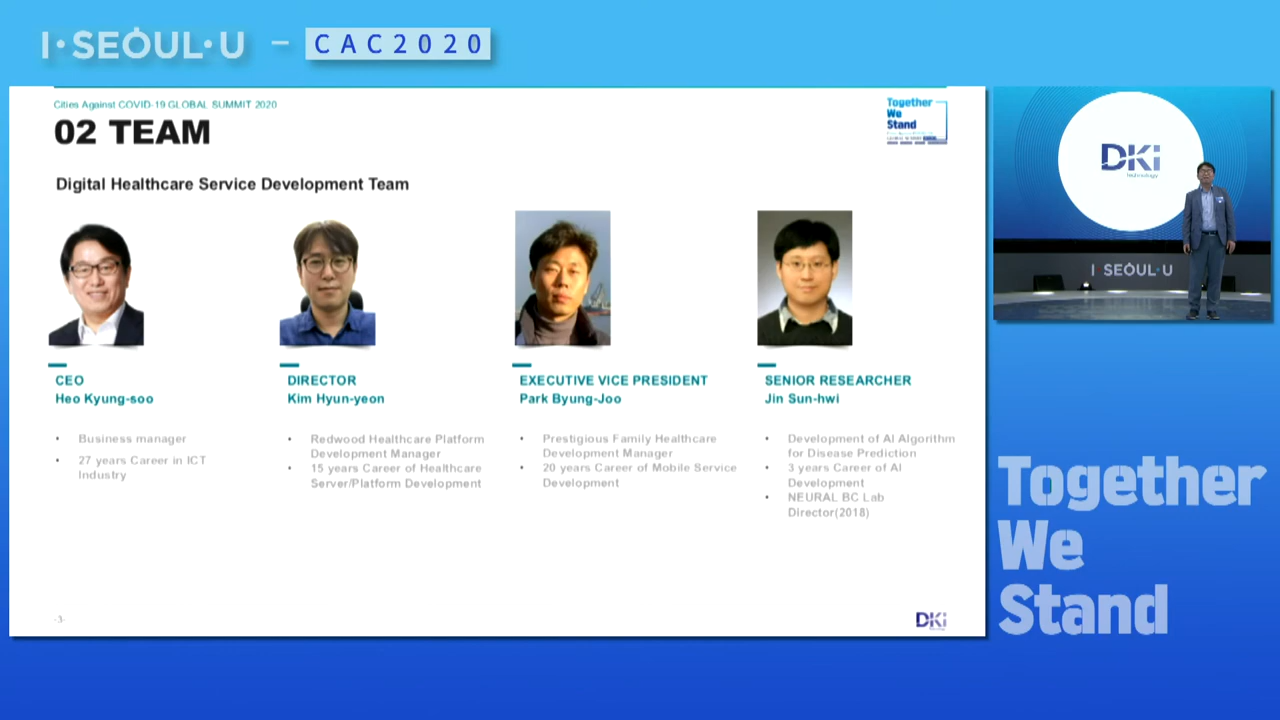 I·SEOUL·U – CAC2020
Cities Against COVID-19 GLOBAL SUMMIT 2020
02 TEAM
Together
We
Stand
GLOBAL SUMMIT
Digital Healthcare Service Development Team
CEO
Heo Kyung-soo
• Business manager
• 27 years Career in ICT
Industry
DIRECTOR
Kim Hyun-yeon
• Redwood Healthcare Platform
Development Manager
• 15 years Career of Healthcare
Server/Platform Development
EXECUTIVE VICE PRESIDENT
Park Byung-Joo
• Prestigious Family Healthcare
Development Manager
• 20 years Career of Mobile Service
Development
SENIOR RESEARCHER
Jin Sun-hwi
• Development of AI Algorithm
for Disease Prediction
• 3 years Career of AI
Development
• NEURAL BC Lab
Director(2018)
-3-
DKi
DKi
Technology
I SEOUL·U
Together
We
Stand